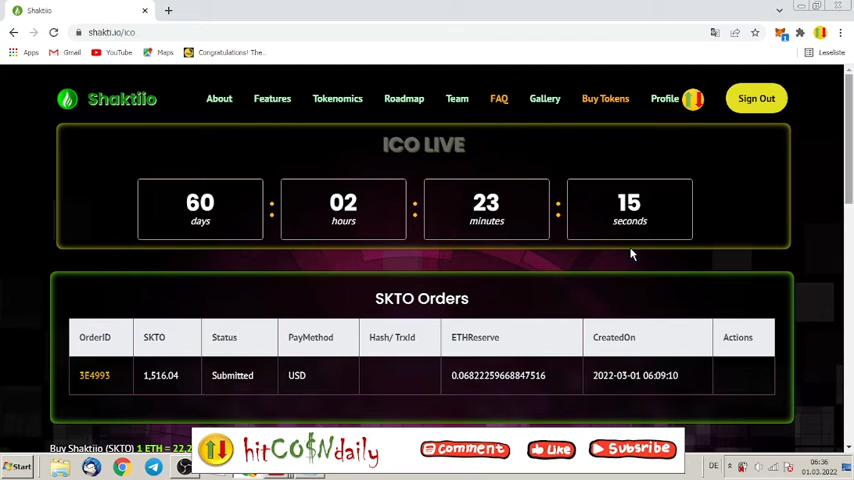 Shaktiio
shakti.io/ico
Apps Gmail YouTube Maps Congratulations! The... Leseliste
Shaktiio About Features Tokenomics Roadmap Team FAQ Gallery Buy Tokens Profile Sign Out
ICO LIVE
60 : 02 : 23 : 15
days hours minutes seconds
SKTO Orders
OrderID SKTO Status PayMethod Hash/ TrxId ETHReserve CreatedOn Actions
3E4993 1,516.04 Submitted USD 0.06822259668847516 2022-03-01 06:09:10
Buy Shaktiio (SKTO) 1 ETH = 22,2
hitCO$Ndaily Comment Like Subsribe
Start DE 06:36
01.03.2022